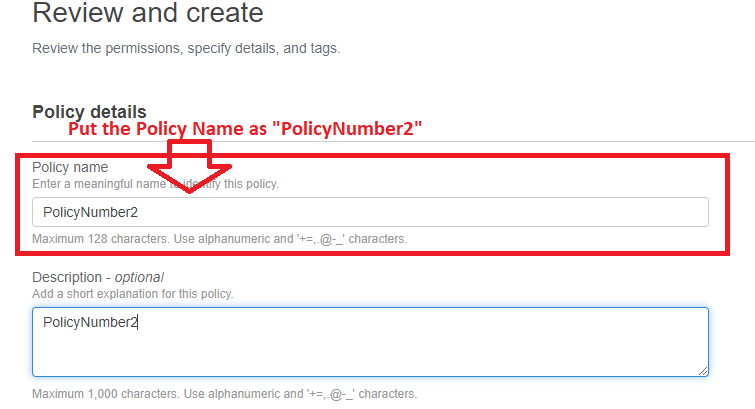 Review and create
Review the permissions, specify details, and tags.
Policy details
Put the Policy Name as "PolicyNumber2"
Policy name
Enter a meaningful name to identify this policy.
PolicyNumber2
Maximum 128 characters. Use alphanumeric and '+=,.@-_' characters.
Description - optional
Add a short explanation for this policy.
PolicyNumber2
Maximum 1,000 characters. Use alphanumeric and '+=,.@-_' characters.